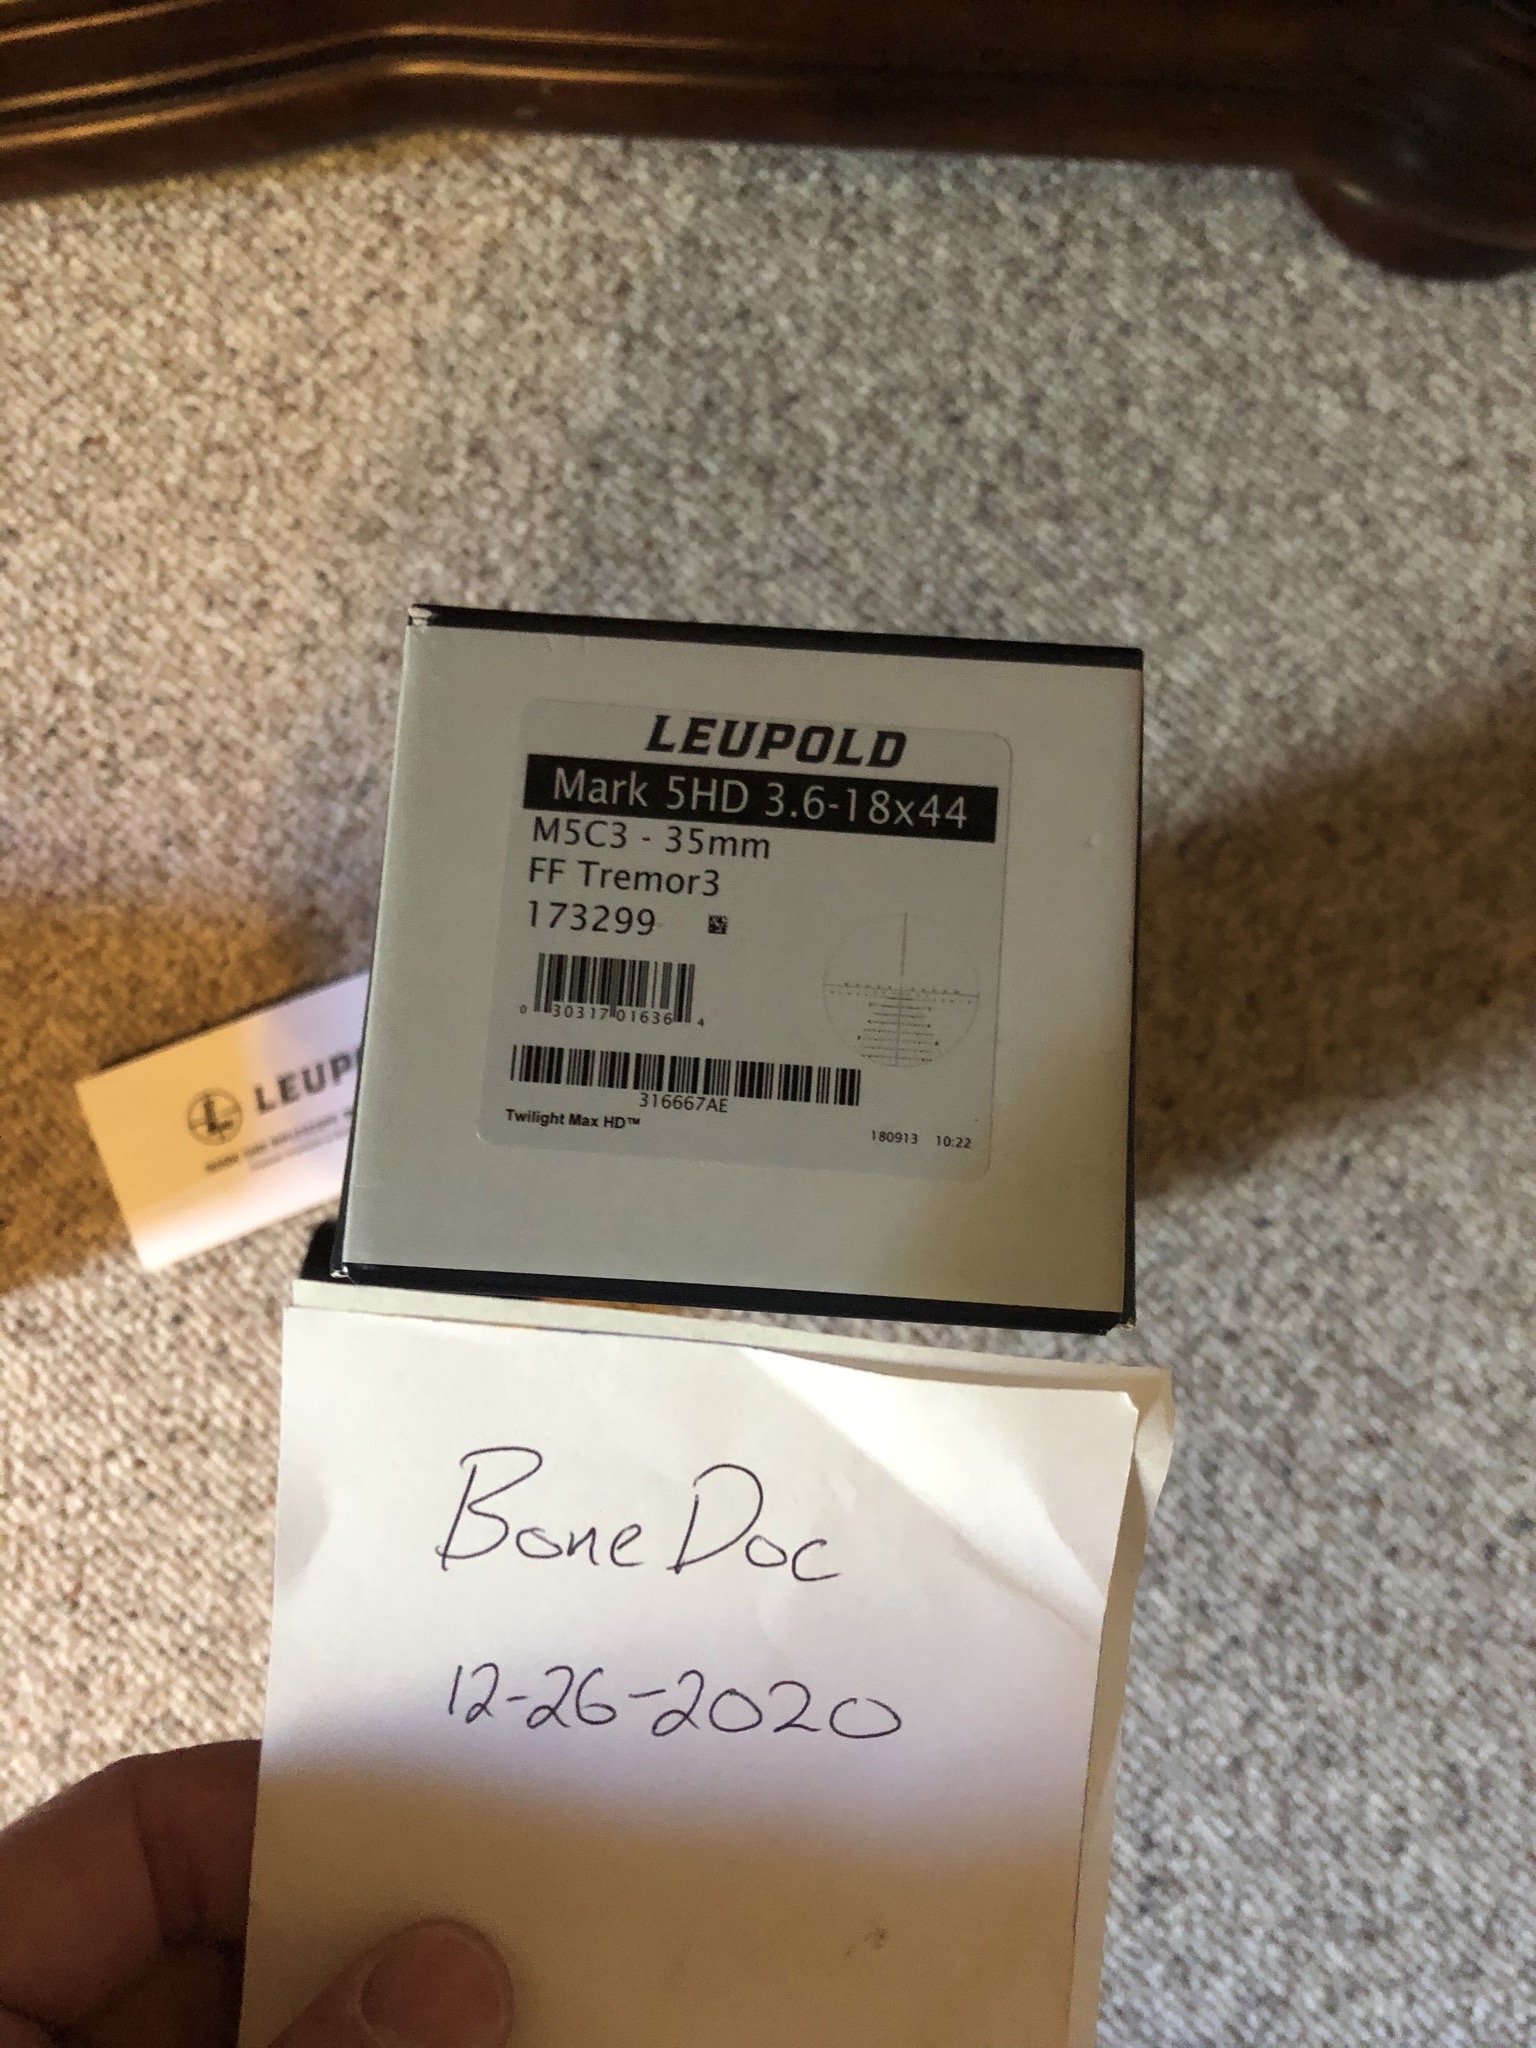 LEUPOLD
Mark 5HD 3.6-18x44
M5C3 - 35mm
FF Tremor3
173299
0 30317 01636 4
316667AE
Twilight Max HD™
180913 10:22
LEUP
Bone Doc
12-26-2020